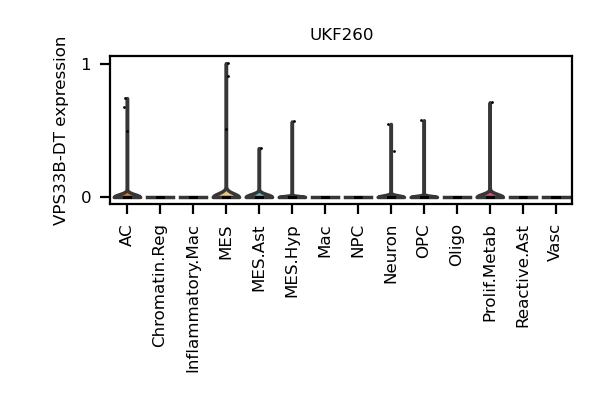 UKF260
VPS33B-DT expression
1
0
AC
Chromatin.Reg
Inflammatory.Mac
MES
MES.Ast
MES.Hyp
Mac
NPC
Neuron
OPC
Oligo
Prolif.Metab
Reactive.Ast
Vasc